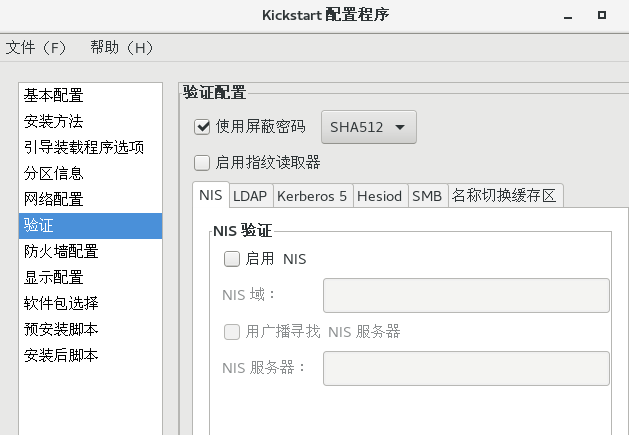 Kickstart 配置程序
文件（F） 帮助（H）
基本配置
安装方法
引导装载程序选项
分区信息
网络配置
验证
防火墙配置
显示配置
软件包选择
预安装脚本
安装后脚本
验证配置
使用屏蔽密码 SHA512
启用指纹读取器
NIS LDAP Kerberos 5 Hesiod SMB 名称切换缓存区
NIS 验证
启用 NIS
NIS 域：
用广播寻找 NIS 服务器
NIS 服务器：